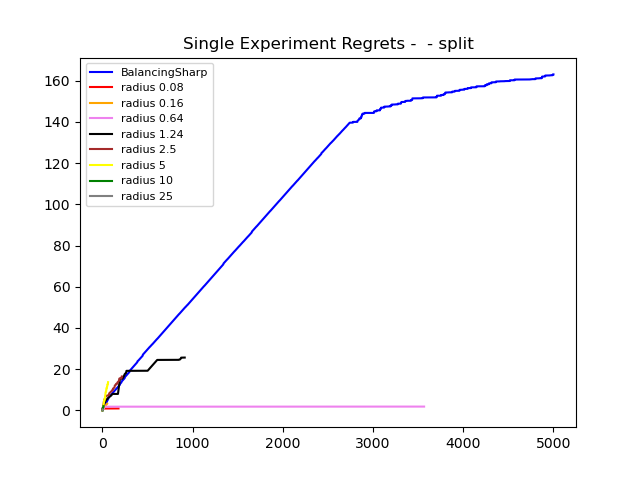 Single Experiment Regrets -  - split
BalancingSharp
radius 0.08
radius 0.16
radius 0.64
radius 1.24
radius 2.5
radius 5
radius 10
radius 25
160
140
120
100
80
60
40
20
0
0 1000 2000 3000 4000 5000